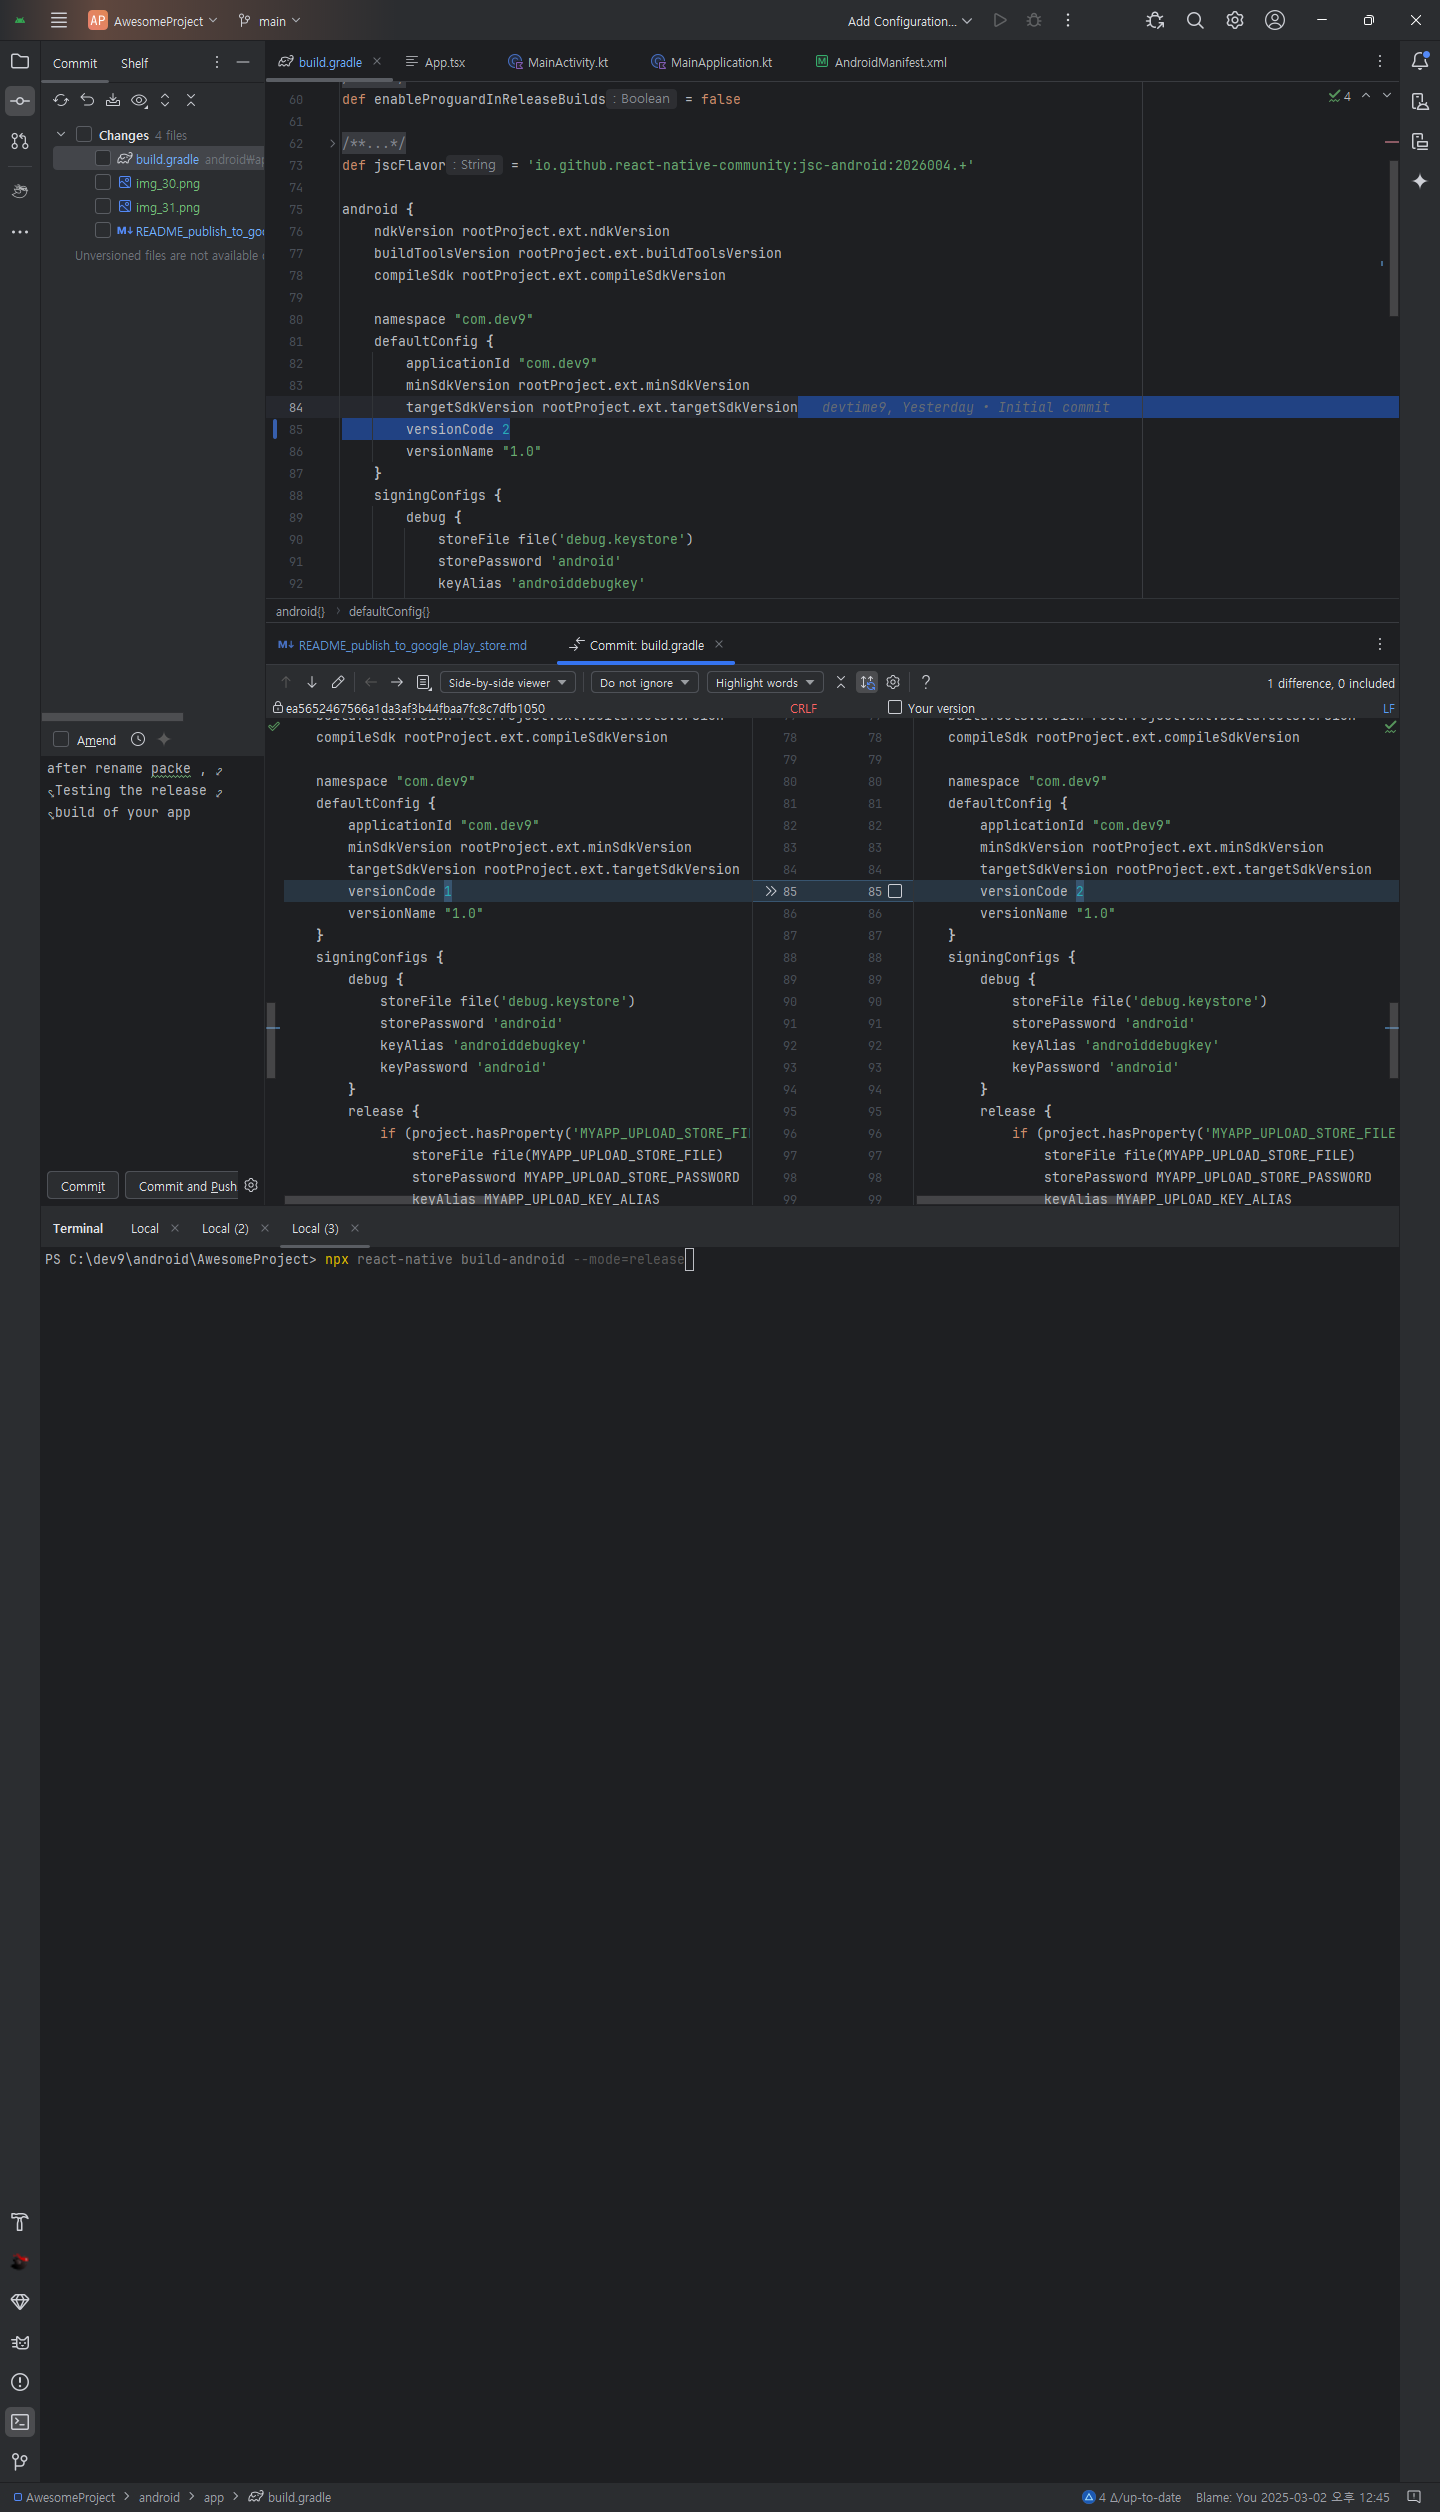 AP AwesomeProject main Add Configuration...
Commit Shelf
Changes 4 files
build.gradle android₩ap
img_30.png
img_31.png
M↓ README_publish_to_goo
Unversioned files are not available
build.gradle App.tsx MainActivity.kt MainApplication.kt AndroidManifest.xml
4
60 def enableProguardInReleaseBuilds : Boolean = false
61
62 /**...*/
73 def jscFlavor : String = 'io.github.react-native-community:jsc-android:2026004.+'
74
75 android {
76 ndkVersion rootProject.ext.ndkVersion
77 buildToolsVersion rootProject.ext.buildToolsVersion
78 compileSdk rootProject.ext.compileSdkVersion
79
80 namespace "com.dev9"
81 defaultConfig {
82 applicationId "com.dev9"
83 minSdkVersion rootProject.ext.minSdkVersion
84 targetSdkVersion rootProject.ext.targetSdkVersion devtime9, Yesterday • Initial commit
85 versionCode 2
86 versionName "1.0"
87 }
88 signingConfigs {
89 debug {
90 storeFile file('debug.keystore')
91 storePassword 'android'
92 keyAlias 'androiddebugkey'
android{} › defaultConfig{}
M↓ README_publish_to_google_play_store.md Commit: build.gradle
Side-by-side viewer Do not ignore Highlight words ? 1 difference, 0 included
ea5652467566a1da3af3b44fbaa7fc8c7dfb1050 CRLF Your version LF
buildToolsVersion rootProject.ext.buildToolsVersion 77 77 buildToolsVersion rootProject.ext.buildToolsVersion
compileSdk rootProject.ext.compileSdkVersion 78 78 compileSdk rootProject.ext.compileSdkVersion
79 79
namespace "com.dev9" 80 80 namespace "com.dev9"
defaultConfig { 81 81 defaultConfig {
applicationId "com.dev9" 82 82 applicationId "com.dev9"
minSdkVersion rootProject.ext.minSdkVersion 83 83 minSdkVersion rootProject.ext.minSdkVersion
targetSdkVersion rootProject.ext.targetSdkVersion 84 84 targetSdkVersion rootProject.ext.targetSdkVersion
versionCode 1 85 85 versionCode 2
versionName "1.0" 86 86 versionName "1.0"
} 87 87 }
signingConfigs { 88 88 signingConfigs {
debug { 89 89 debug {
storeFile file('debug.keystore') 90 90 storeFile file('debug.keystore')
storePassword 'android' 91 91 storePassword 'android'
keyAlias 'androiddebugkey' 92 92 keyAlias 'androiddebugkey'
keyPassword 'android' 93 93 keyPassword 'android'
} 94 94 }
release { 95 95 release {
if (project.hasProperty('MYAPP_UPLOAD_STORE_FI 96 96 if (project.hasProperty('MYAPP_UPLOAD_STORE_FILE
storeFile file(MYAPP_UPLOAD_STORE_FILE) 97 97 storeFile file(MYAPP_UPLOAD_STORE_FILE)
storePassword MYAPP_UPLOAD_STORE_PASSWORD 98 98 storePassword MYAPP_UPLOAD_STORE_PASSWORD
keyAlias MYAPP_UPLOAD_KEY_ALIAS 99 99 keyAlias MYAPP_UPLOAD_KEY_ALIAS
Amend
after rename packe ,
Testing the release
build of your app
Commit Commit and Push
Terminal Local Local (2) Local (3)
PS C:\dev9\android\AwesomeProject> npx react-native build-android --mode=release
AwesomeProject › android › app › build.gradle 4 Δ/up-to-date Blame: You 2025-03-02 오후 12:45